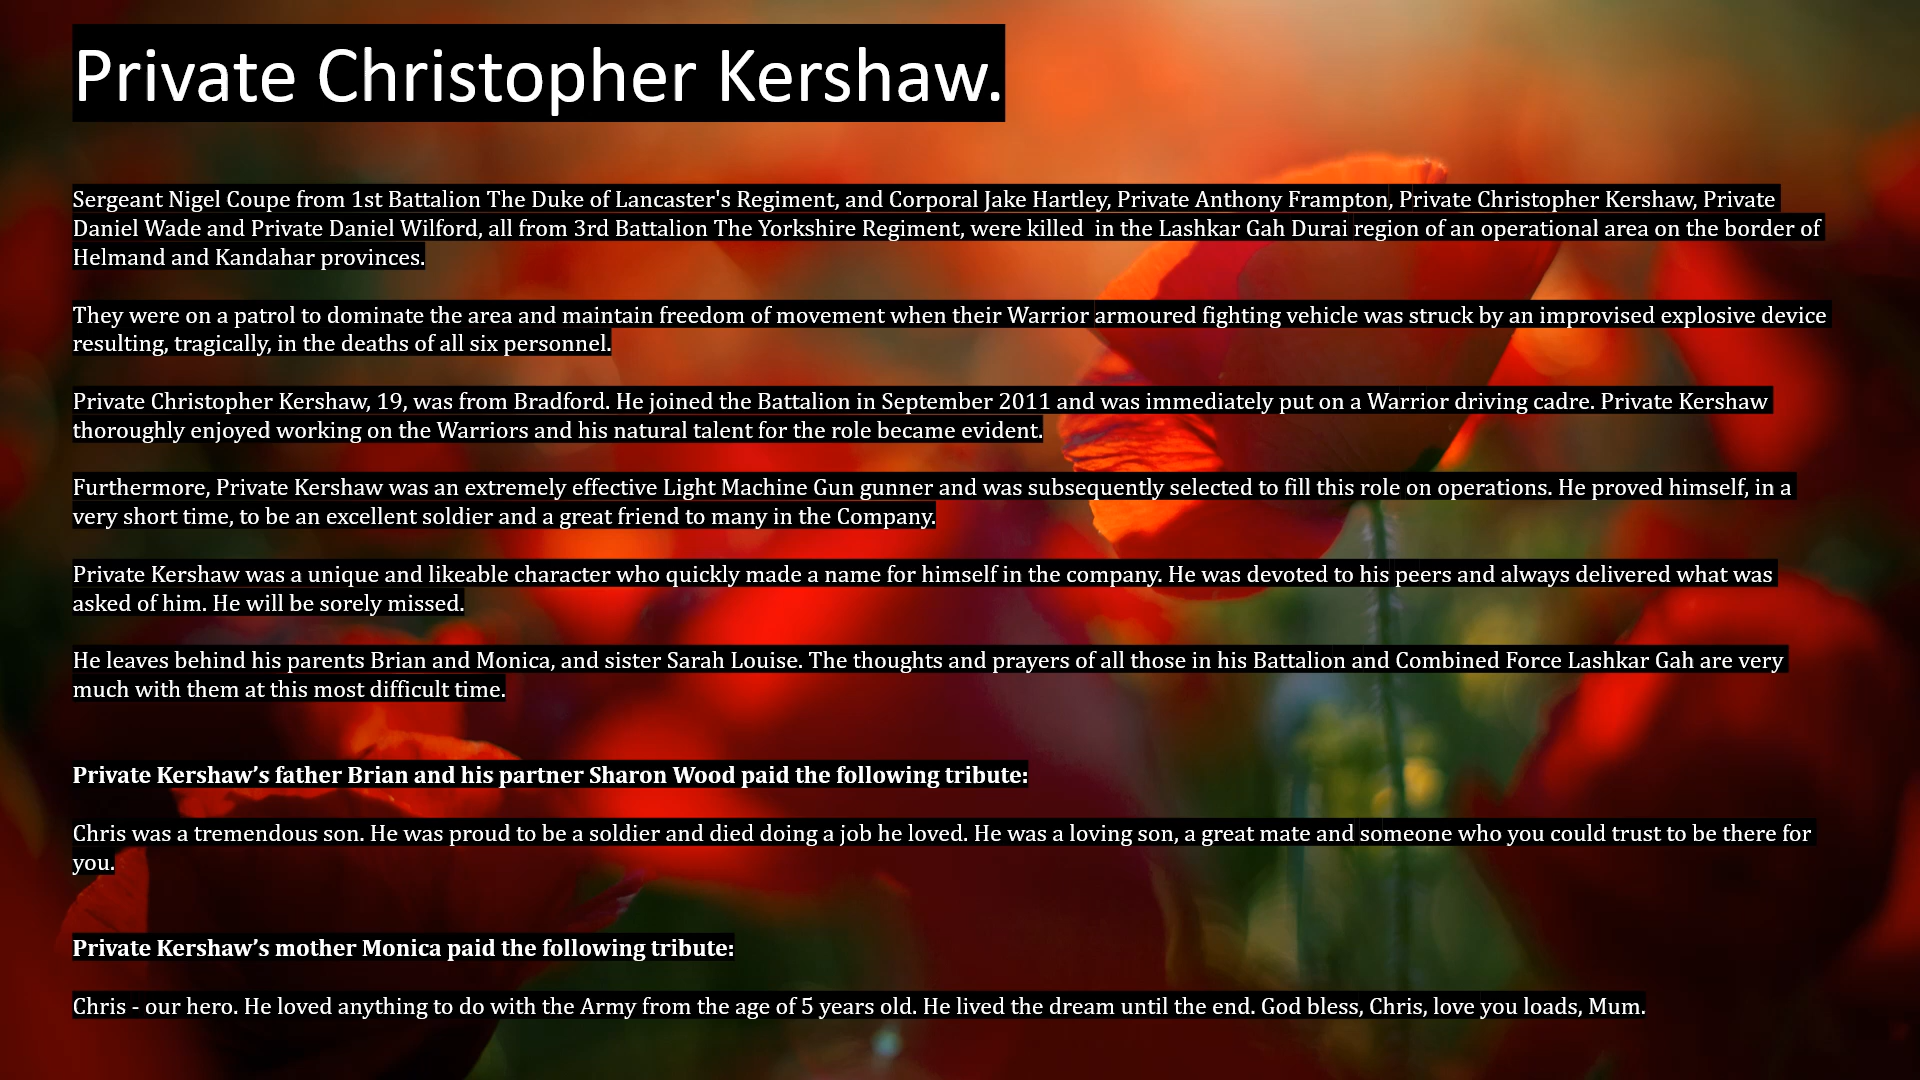 Private Christopher Kershaw.
Sergeant Nigel Coupe from 1st Battalion The Duke of Lancaster's Regiment, and Corporal Jake Hartley, Private Anthony Frampton, Private Christopher Kershaw, Private
Daniel Wade and Private Daniel Wilford, all from 3rd Battalion The Yorkshire Regiment, were killed  in the Lashkar Gah Durai region of an operational area on the border of
Helmand and Kandahar provinces.
They were on a patrol to dominate the area and maintain freedom of movement when their Warrior armoured fighting vehicle was struck by an improvised explosive device
resulting, tragically, in the deaths of all six personnel.
Private Christopher Kershaw, 19, was from Bradford. He joined the Battalion in September 2011 and was immediately put on a Warrior driving cadre. Private Kershaw
thoroughly enjoyed working on the Warriors and his natural talent for the role became evident.
Furthermore, Private Kershaw was an extremely effective Light Machine Gun gunner and was subsequently selected to fill this role on operations. He proved himself, in a
very short time, to be an excellent soldier and a great friend to many in the Company.
Private Kershaw was a unique and likeable character who quickly made a name for himself in the company. He was devoted to his peers and always delivered what was
asked of him. He will be sorely missed.
He leaves behind his parents Brian and Monica, and sister Sarah Louise. The thoughts and prayers of all those in his Battalion and Combined Force Lashkar Gah are very
much with them at this most difficult time.
Private Kershaw’s father Brian and his partner Sharon Wood paid the following tribute:
Chris was a tremendous son. He was proud to be a soldier and died doing a job he loved. He was a loving son, a great mate and someone who you could trust to be there for
you.
Private Kershaw’s mother Monica paid the following tribute:
Chris - our hero. He loved anything to do with the Army from the age of 5 years old. He lived the dream until the end. God bless, Chris, love you loads, Mum.